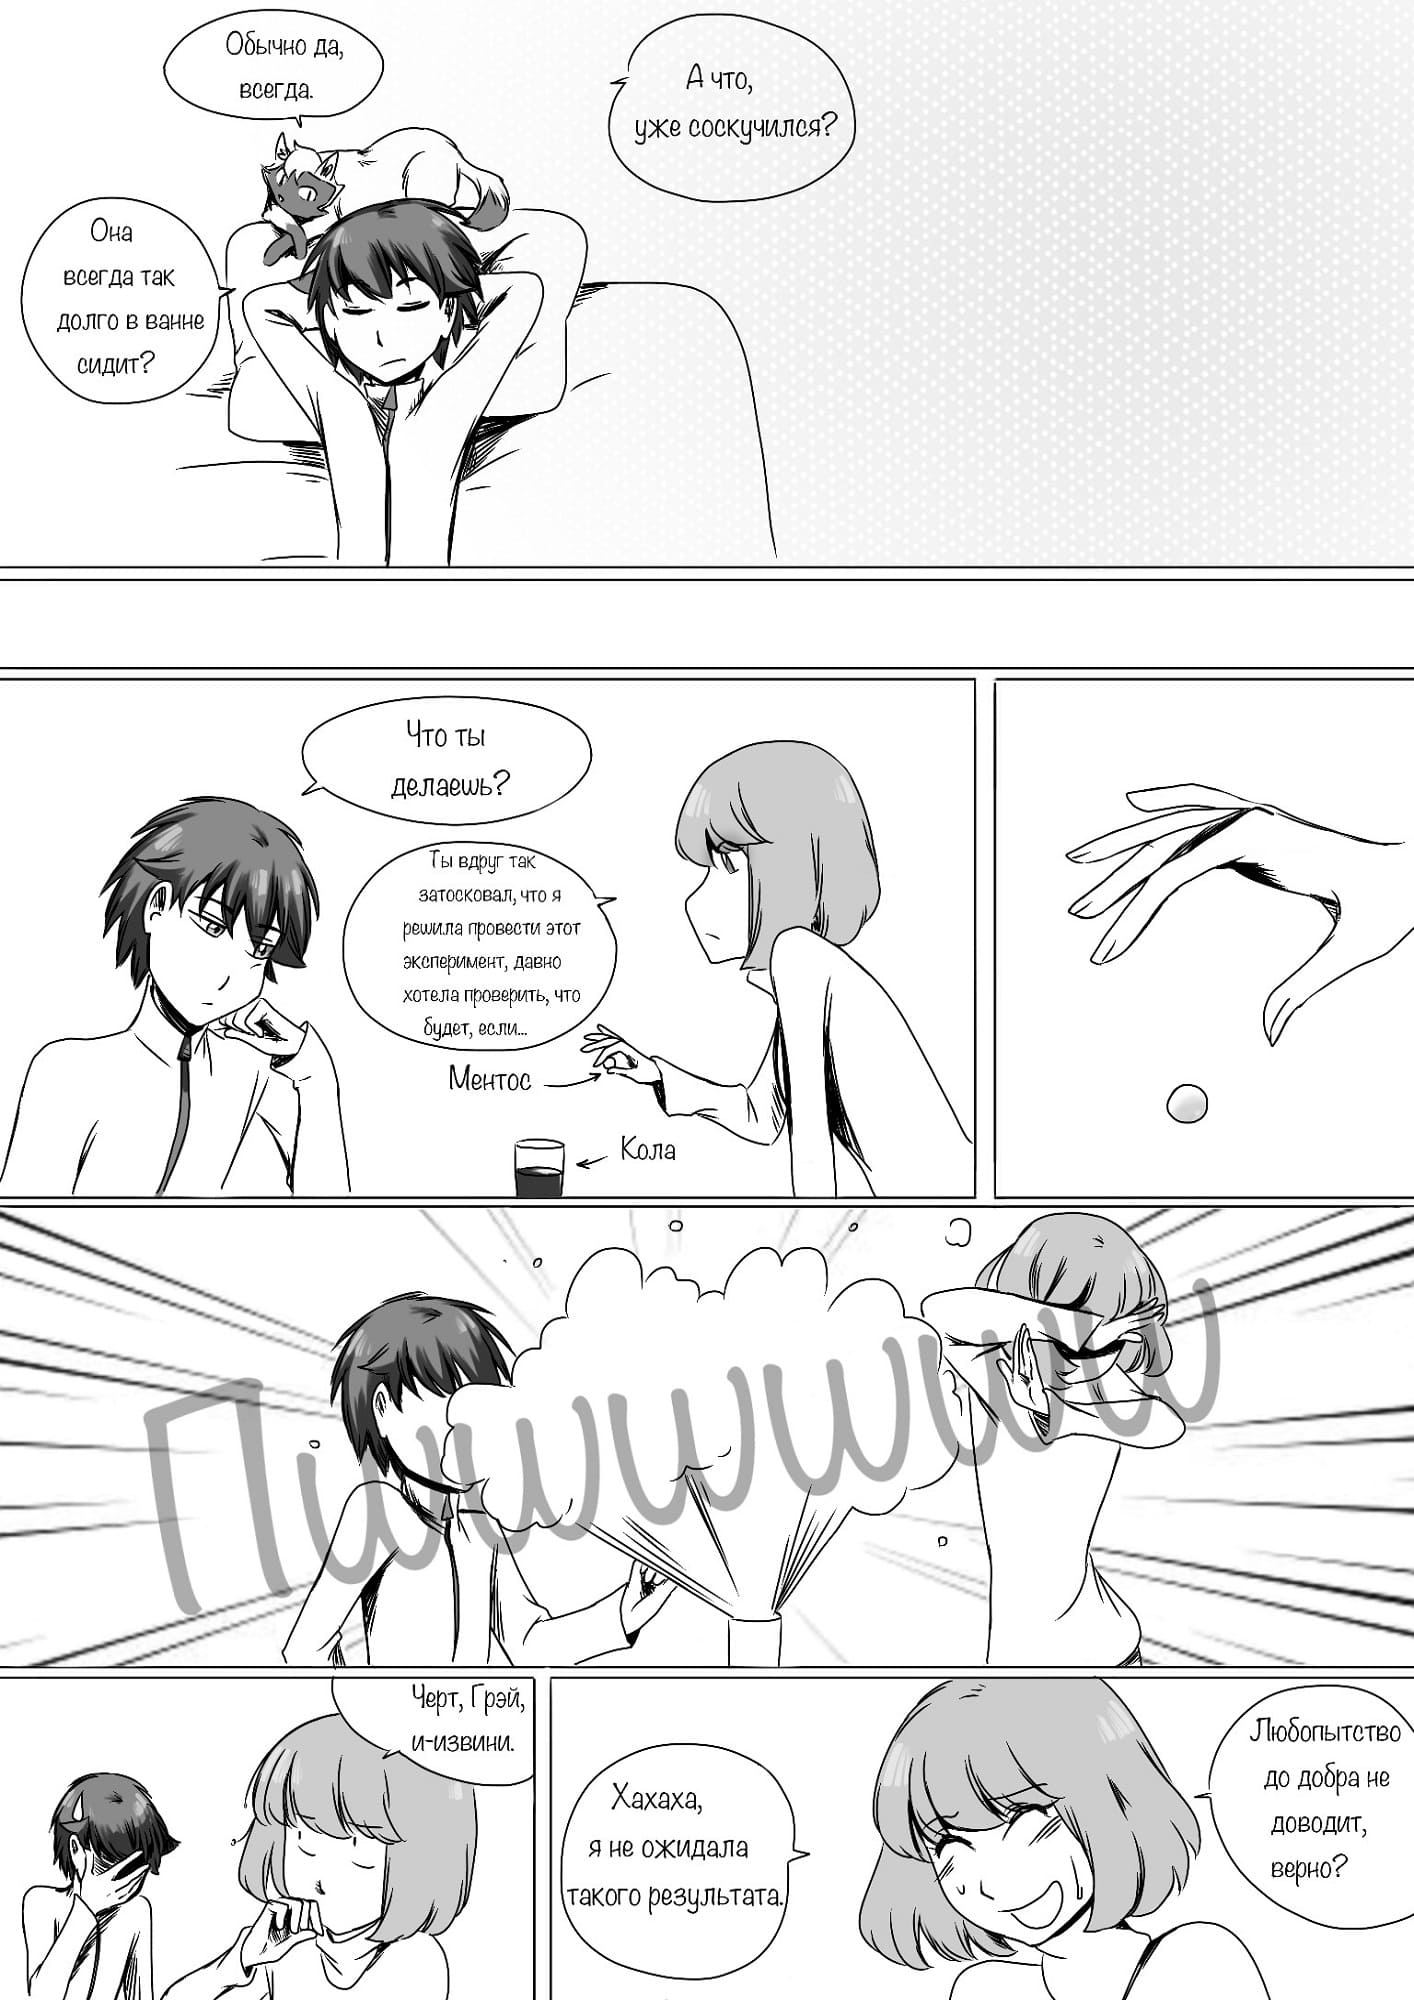 Она
всегда так
долго в ванне
сидит?
Обычно да,
всегда.
А что,
уже соскучился?
Что ты
делаешь?
Ты вдруг так
затосковал, что я
решила провести этот
эксперимент, давно
хотела проверить, что
будет, если...
Ментос
Кола
Пшшшшшш
Черт, Грэй,
и-извини.
Хахаха,
я не ожидала
такого результата.
Любопытство
до добра не
доводит,
верно?